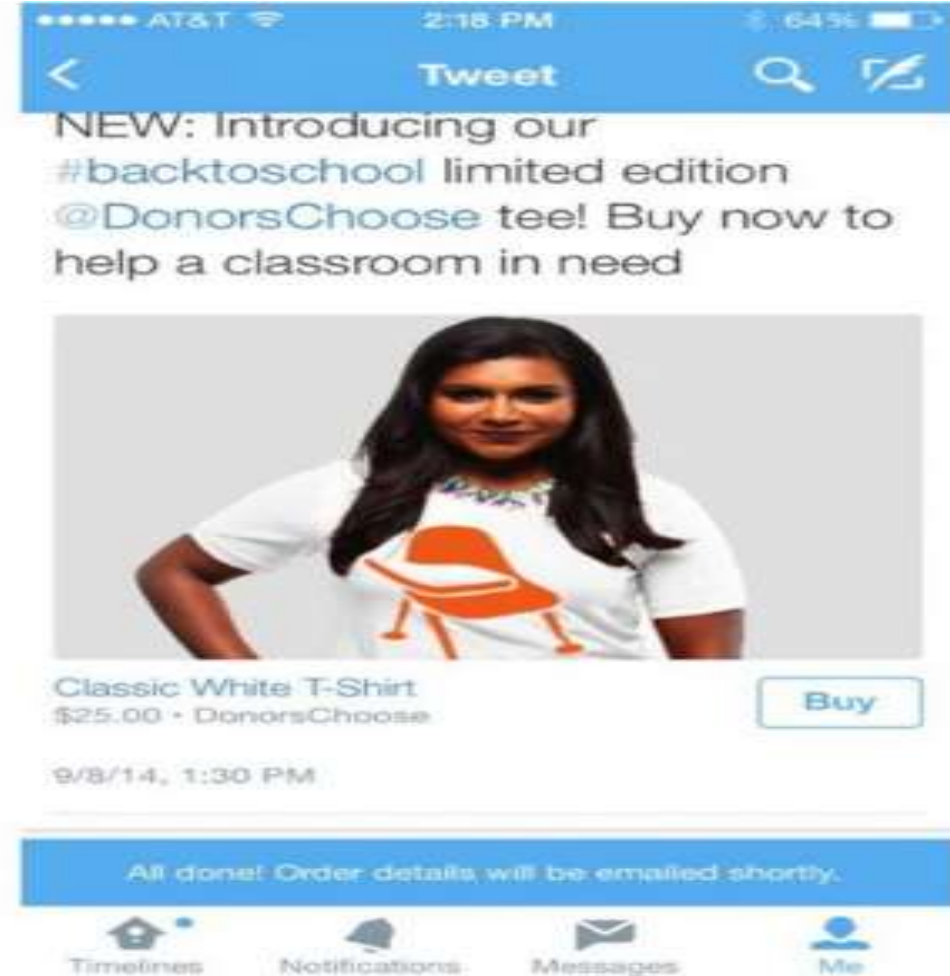 AT&T 2:18 PM 64%
Tweet
NEW: Introducing our
#backtoschool limited edition
@DonorsChoose tee! Buy now to
help a classroom in need
Classic White T-Shirt
$25.00 • DonorsChoose
Buy
9/8/14, 1:30 PM
All done! Order details will be emailed shortly.
Timelines Notifications Messages Me